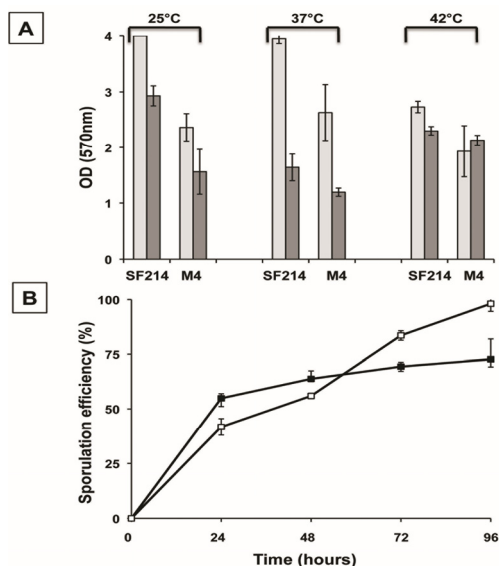 A
25°C 37°C 42°C
4
3
2
1
0
OD (570nm)
SF214 M4 SF214 M4 SF214 M4
B
100
75
50
25
0
Sporulation efficiency (%)
0 24 48 72 96
Time (hours)